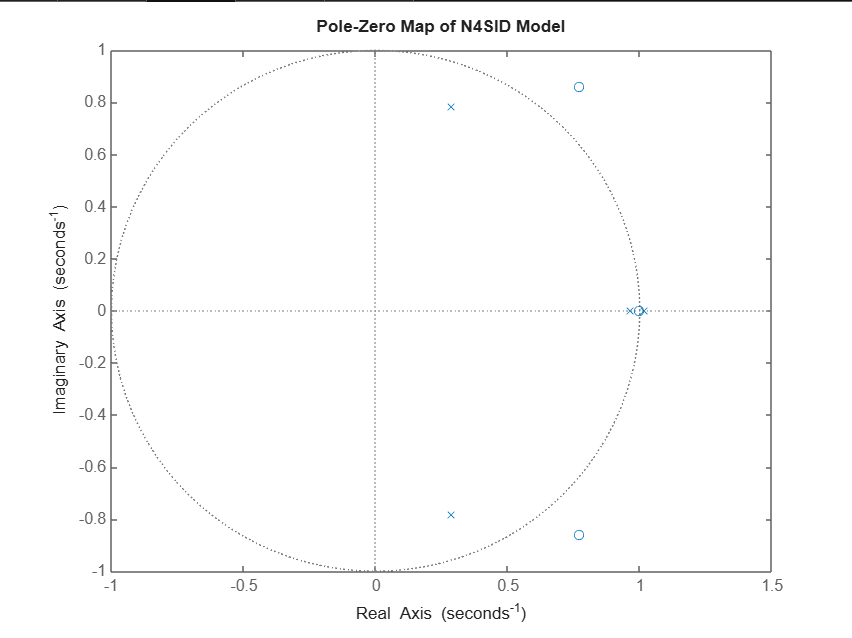 Pole-Zero Map of N4SID Model
1
0.8
0.6
0.4
0.2
0
-0.2
-0.4
-0.6
-0.8
-1
Imaginary Axis (seconds⁻¹)
-1 -0.5 0 0.5 1 1.5
Real Axis (seconds⁻¹)